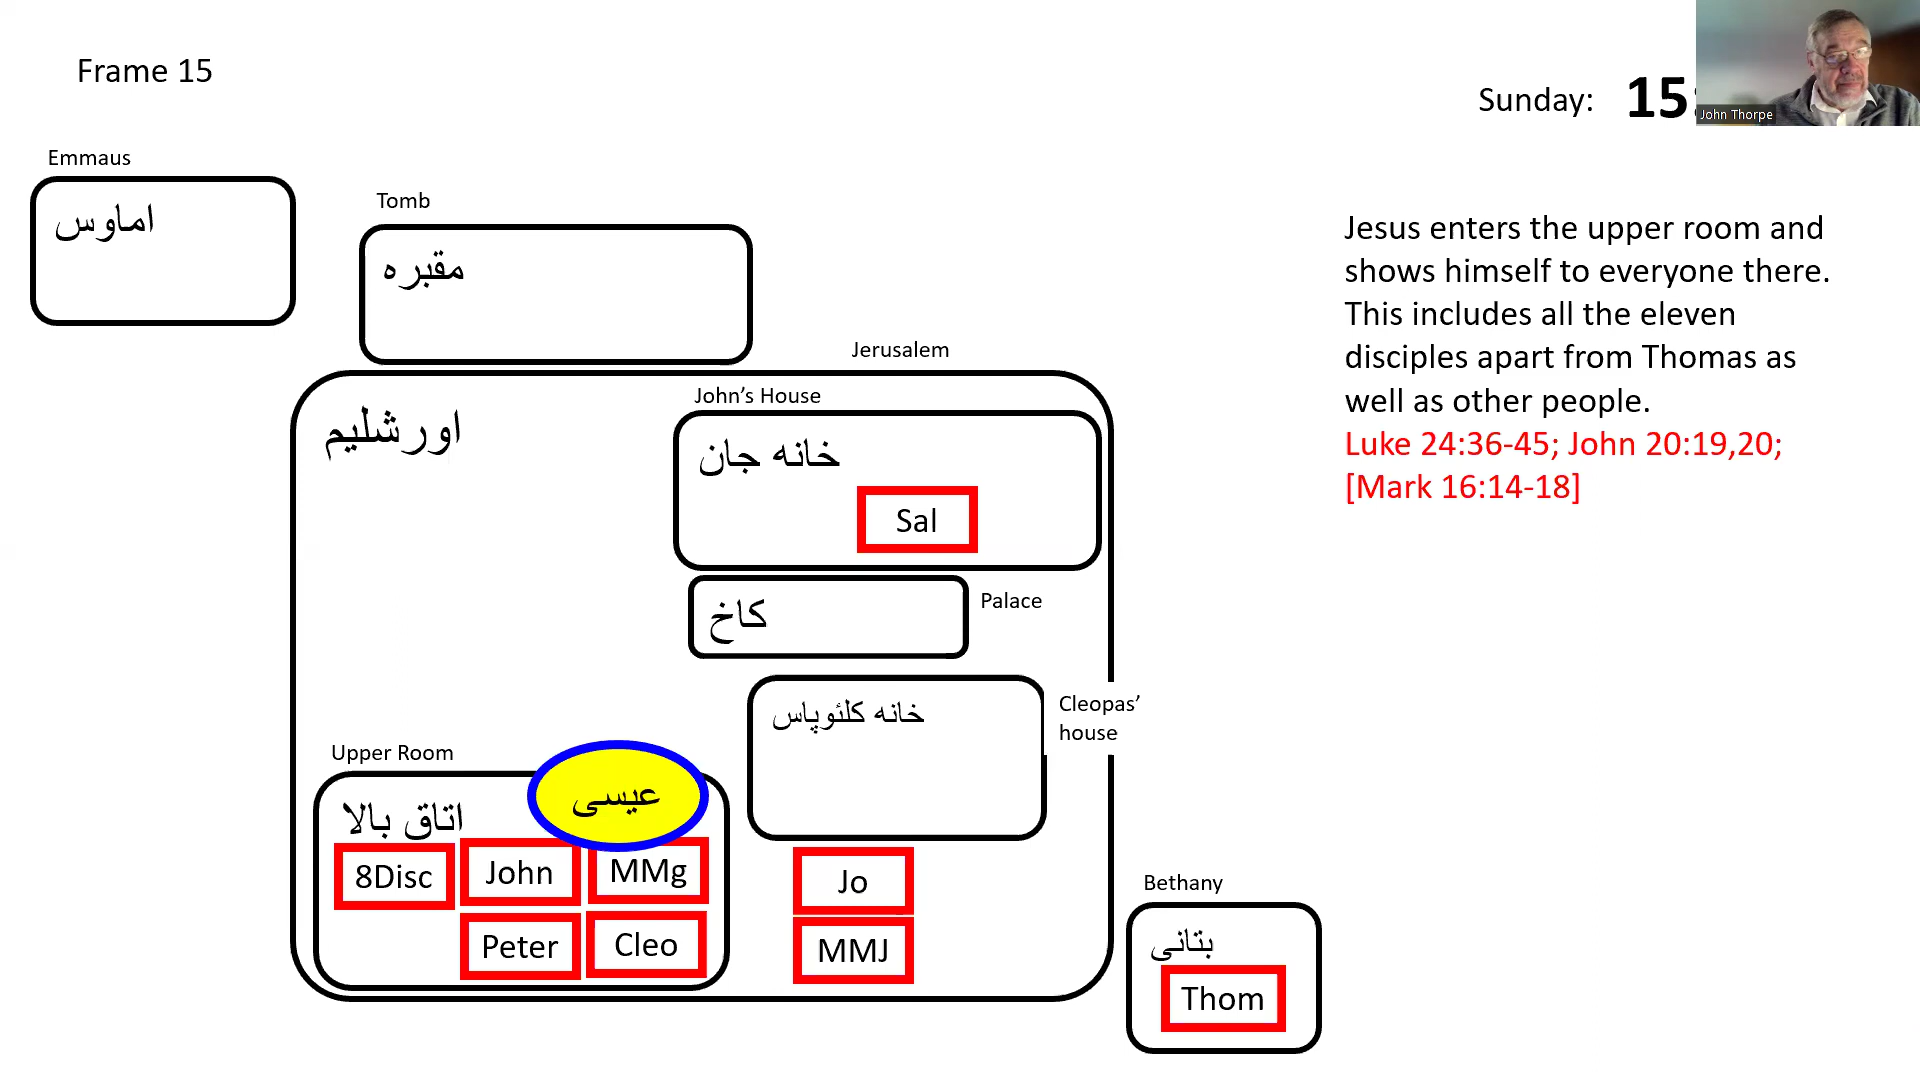 Frame 15
Sunday:
15:
John Thorpe
Emmaus
اماوس
Tomb
مقبره
Jerusalem
اورشلیم
John’s House
خانه جان
Sal
کاخ
Palace
خانه کلئوپاس
Cleopas’
house
Upper Room
اتاق بالا
عیسی
8Disc
John
MMg
Peter
Cleo
Jo
MMJ
Bethany
بتانی
Thom
Jesus enters the upper room and
shows himself to everyone there.
This includes all the eleven
disciples apart from Thomas as
well as other people.
Luke 24:36-45; John 20:19,20;
[Mark 16:14-18]